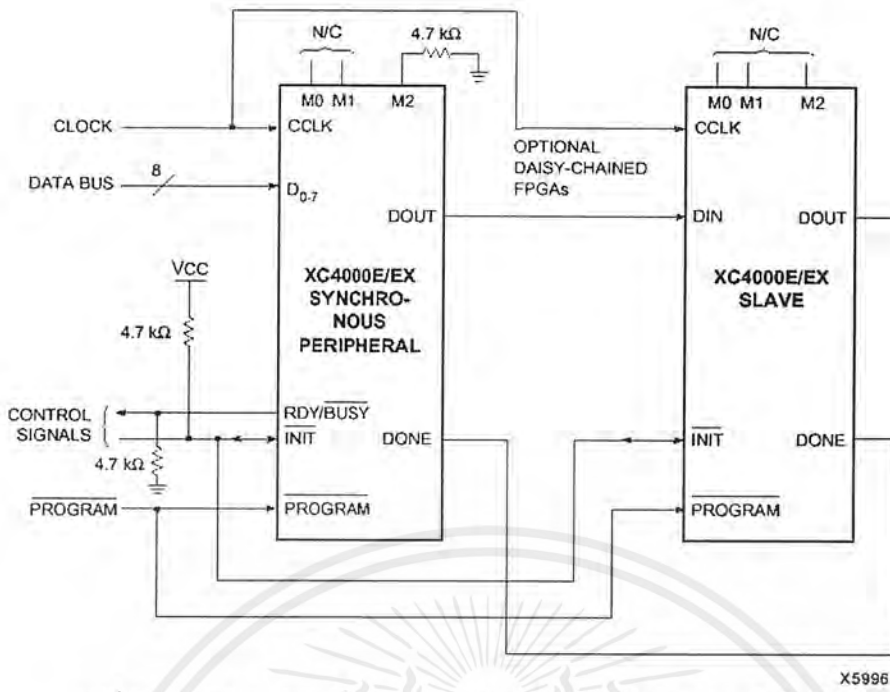 N/C
4.7 kΩ
N/C
M0 M1 M2
M0 M1 M2
CLOCK
CCLK
CCLK
OPTIONAL
DAISY-CHAINED
FPGAs
DATA BUS
8
D0-7
DOUT
DIN
DOUT
VCC
XC4000E/EX
SYNCHRO-
NOUS
PERIPHERAL
XC4000E/EX
SLAVE
4.7 kΩ
CONTROL
SIGNALS
RDY/BUSY
INIT
DONE
INIT
DONE
4.7 kΩ
PROGRAM
PROGRAM
PROGRAM
X5996